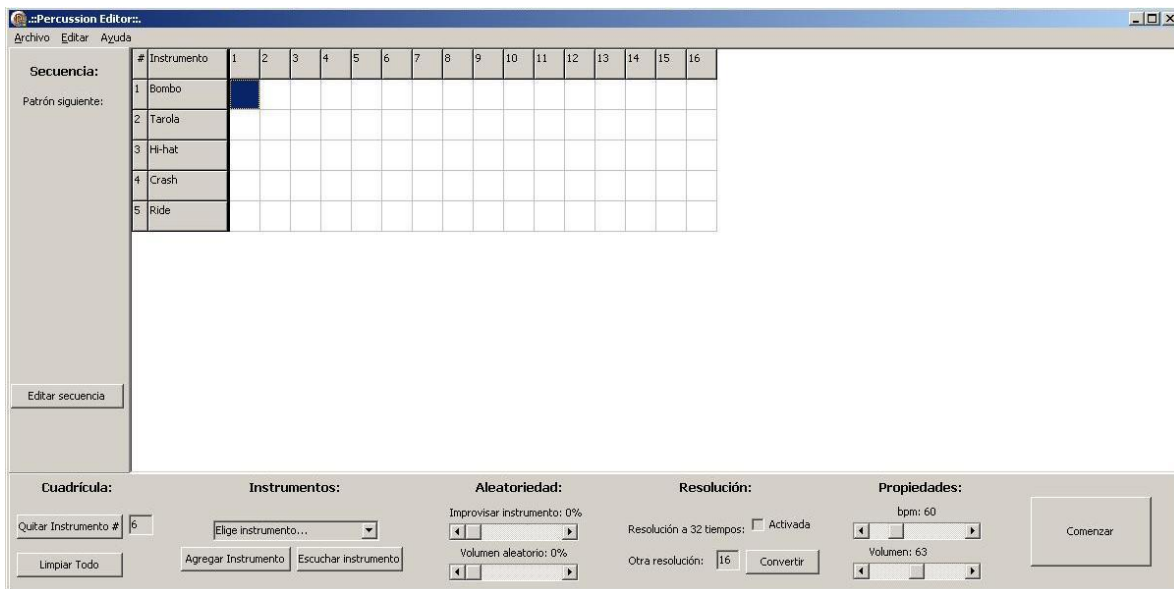 .::Percussion Editor::.
Archivo Editar Ayuda
Secuencia:
Patrón siguiente:
Editar secuencia
# Instrumento 1 2 3 4 5 6 7 8 9 10 11 12 13 14 15 16
1 Bombo
2 Tarola
3 Hi-hat
4 Crash
5 Ride
Cuadrícula:
Quitar Instrumento # 6
Limpiar Todo
Instrumentos:
Elige instrumento...
Agregar Instrumento Escuchar instrumento
Aleatoriedad:
Improvisar instrumento: 0%
Volumen aleatorio: 0%
Resolución:
Resolución a 32 tiempos: Activada
Otra resolución: 16 Convertir
Propiedades:
bpm: 60
Volumen: 63
Comenzar